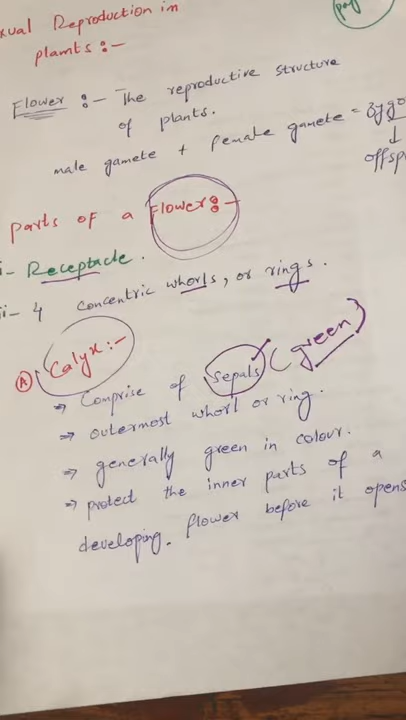 xual Reproduction in
plants :-
Flower :- The reproductive structure
of plants.
male gamete + Female gamete = zygo
↓
offsp
parts of a Flower :-
i- Receptacle.
ii- 4 Concentric whorls, or rings.
(A) Calyx :-
⇒ Comprise of Sepals (green)
⇒ outermost whorl or ring.
⇒ generally green in colour.
⇒ protect the inner parts of a
developing. flower before it opens